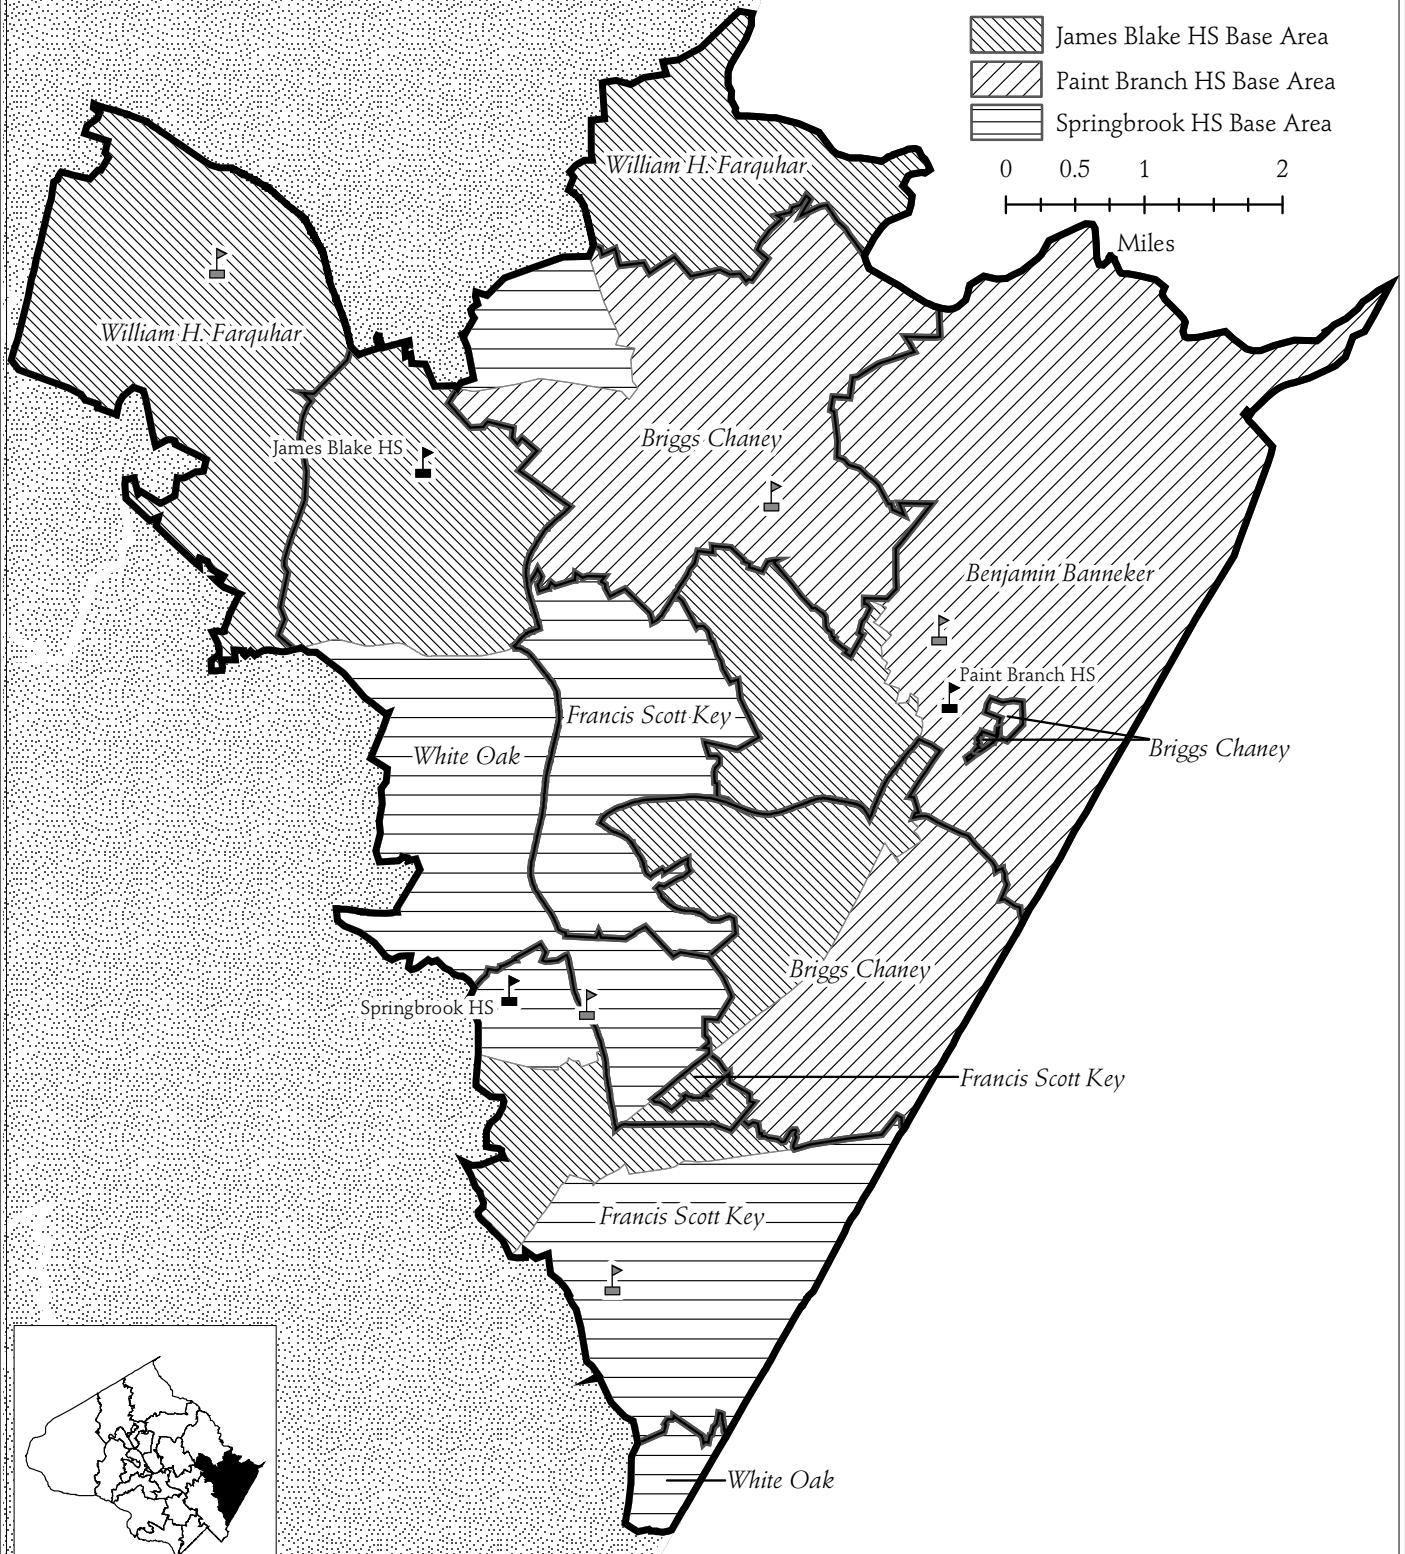 James Blake HS Base Area
Paint Branch HS Base Area
Springbrook HS Base Area
0 0.5 1 2
Miles
William H. Farquhar
William H. Farquhar
James Blake HS
Briggs Chaney
Benjamin Banneker
Paint Branch HS
Francis Scott Key
White Oak
Briggs Chaney
Briggs Chaney
Springbrook HS
Francis Scott Key
Francis Scott Key
White Oak